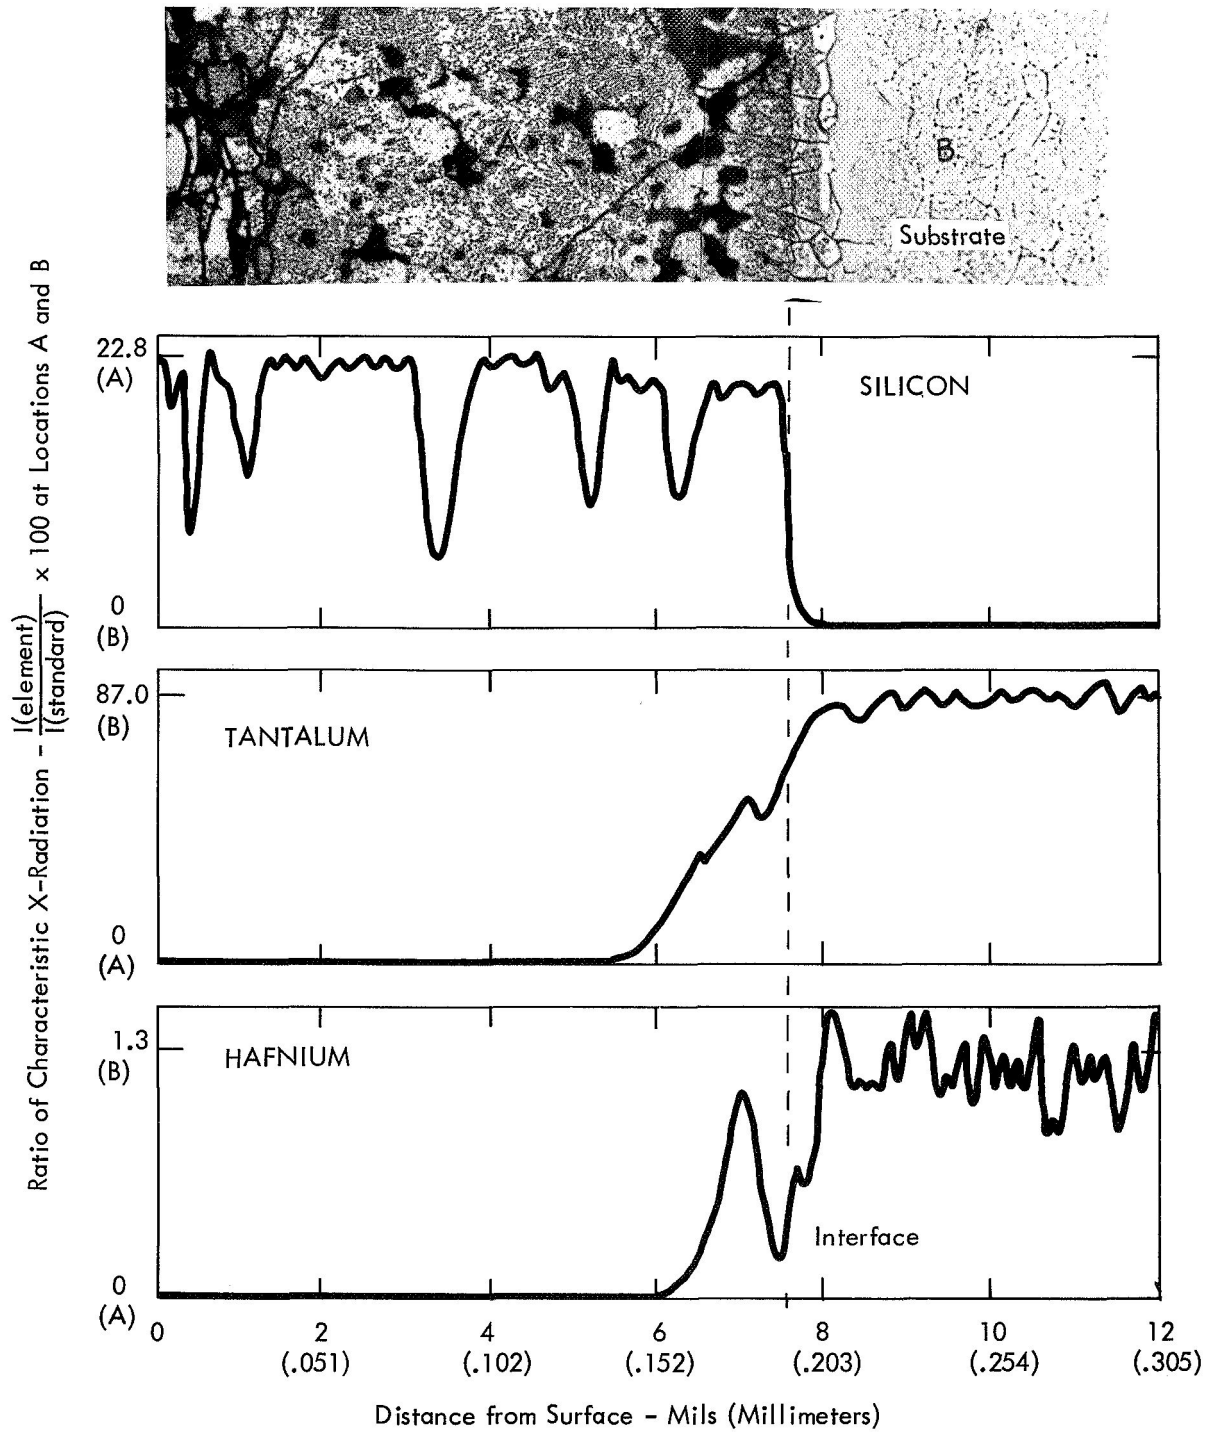 A
B
Substrate
Ratio of Characteristic X-Radiation - I(element) / I(standard) x 100 at Locations A and B
22.8
(A)
SILICON
0
(B)
87.0
(B)
TANTALUM
0
(A)
1.3
(B)
HAFNIUM
Interface
0
(A)
0 2 4 6 8 10 12
(.051) (.102) (.152) (.203) (.254) (.305)
Distance from Surface - Mils (Millimeters)